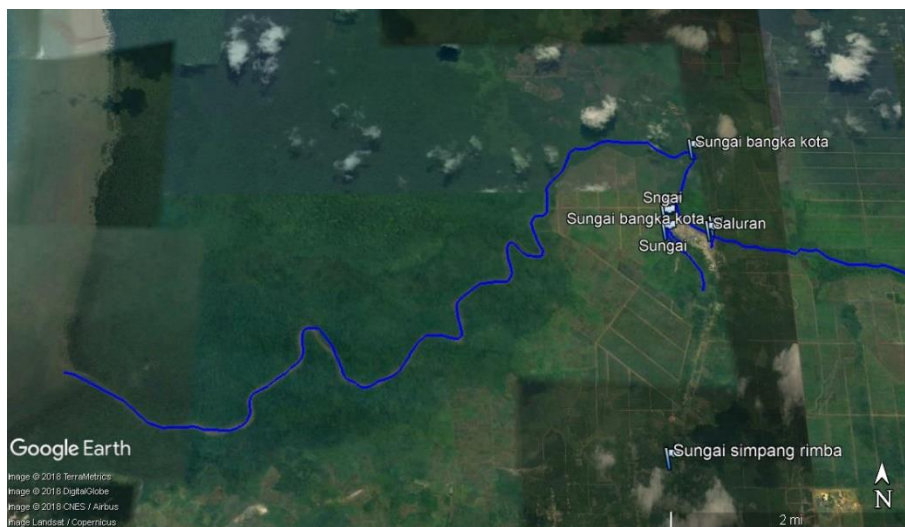 Sungai bangka kota
Sngai
Sungai bangka kota
Saluran
Sungai
Sungai simpang rimba
Google Earth
Image © 2018 TerraMetrics
Image © 2018 DigitalGlobe
Image © 2018 CNES / Airbus
Image Landsat / Copernicus
N
2 mi